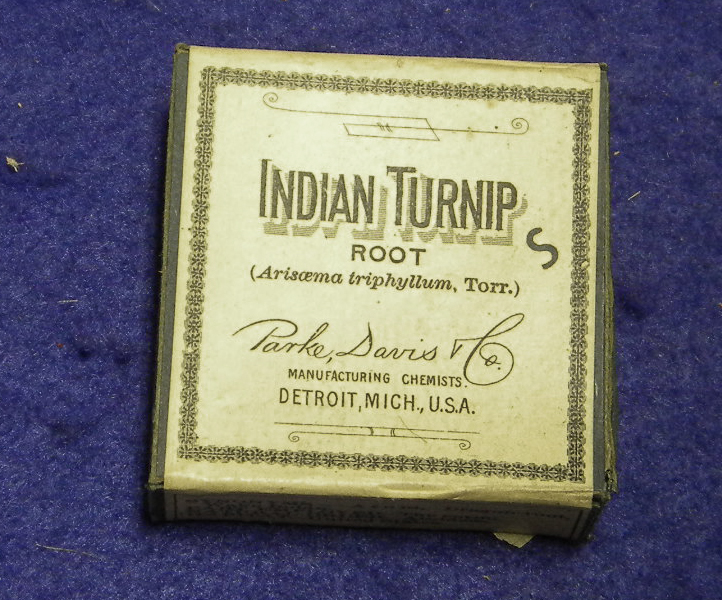 INDIAN TURNIP
S
ROOT
(Arisæma triphyllum, Torr.)
Parke, Davis & Co.
MANUFACTURING CHEMISTS.
DETROIT, MICH., U.S.A.